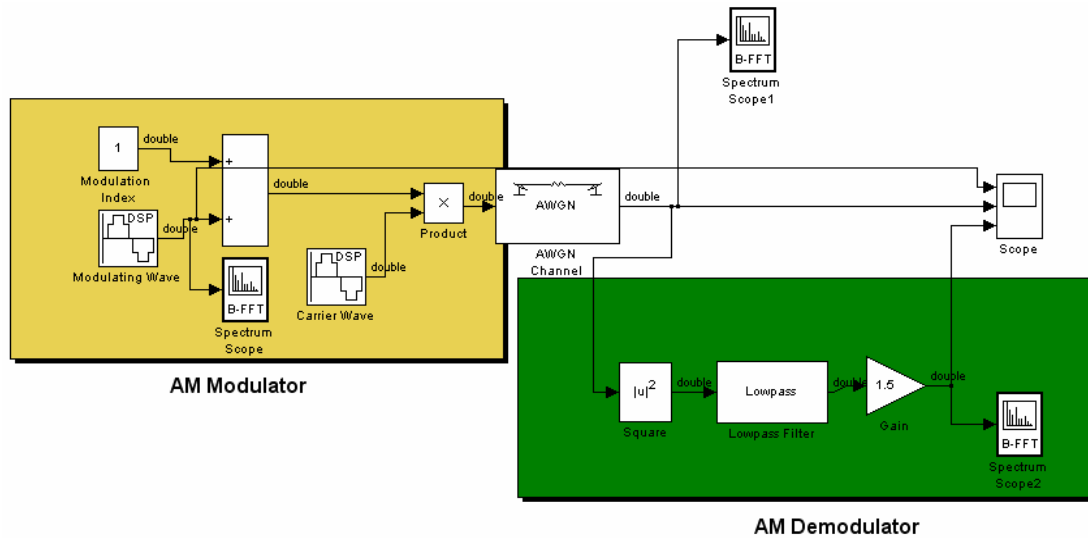 B-FFT
Spectrum
Scope1
1
double
Modulation
Index
+
double
+
DSP
double
Modulating Wave
B-FFT
Spectrum
Scope
DSP
double
Carrier Wave
×
Product
double
AWGN
double
AWGN
Channel
Scope
AM Modulator
|u|2
Square
double
Lowpass
Lowpass Filter
double
1.5
Gain
double
B-FFT
Spectrum
Scope2
AM Demodulator